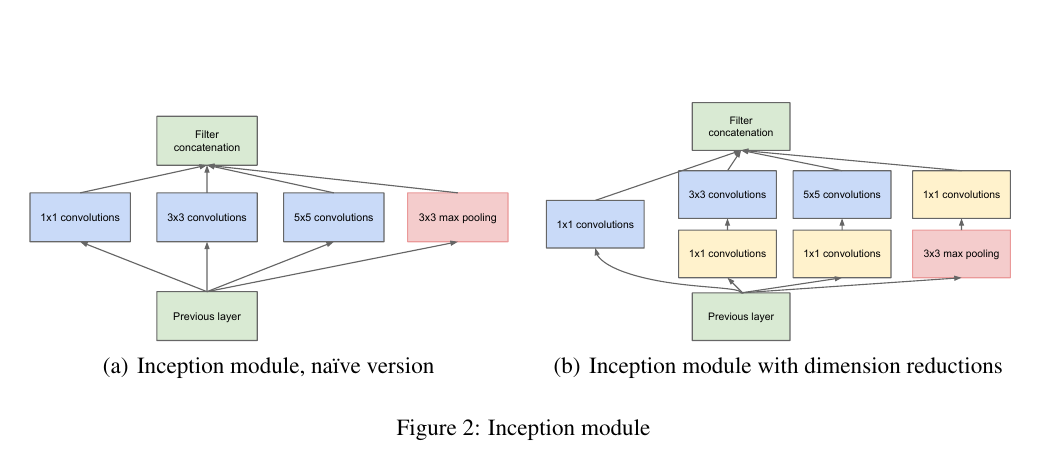 Filter
concatenation
1x1 convolutions
3x3 convolutions
5x5 convolutions
3x3 max pooling
Previous layer
(a) Inception module, naïve version
Filter
concatenation
3x3 convolutions
5x5 convolutions
1x1 convolutions
1x1 convolutions
1x1 convolutions
1x1 convolutions
3x3 max pooling
Previous layer
(b) Inception module with dimension reductions
Figure 2: Inception module